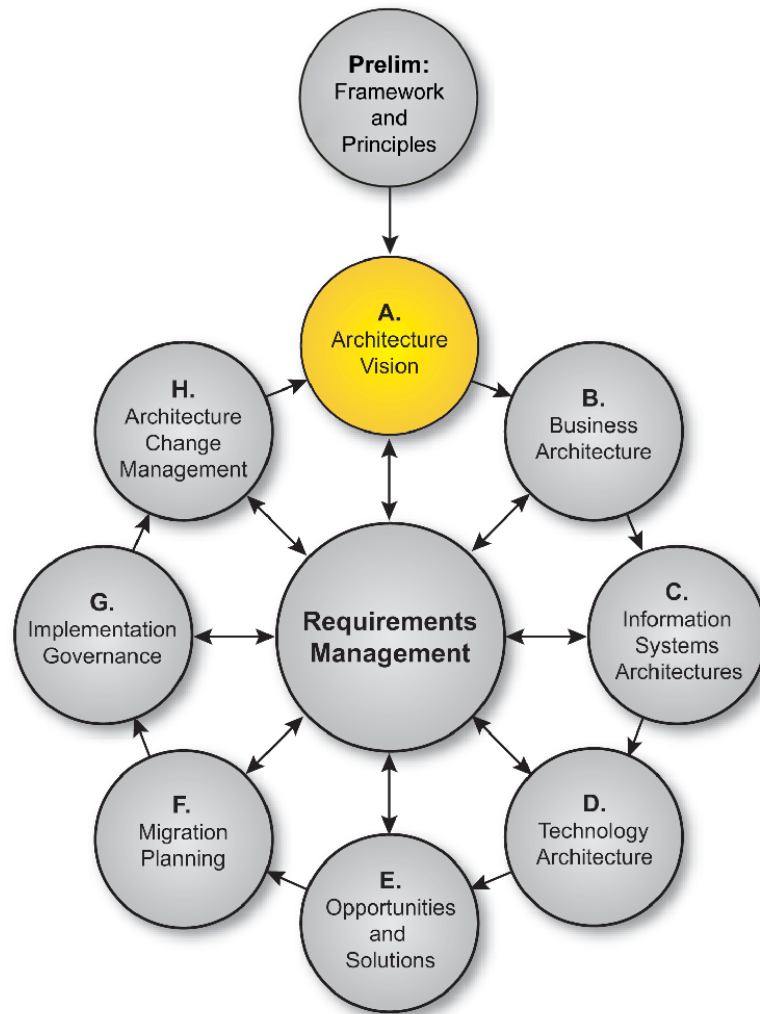 Prelim:
Framework
and
Principles
A.
Architecture
Vision
B.
Business
Architecture
C.
Information
Systems
Architectures
D.
Technology
Architecture
E.
Opportunities
and
Solutions
F.
Migration
Planning
G.
Implementation
Governance
H.
Architecture
Change
Management
Requirements
Management